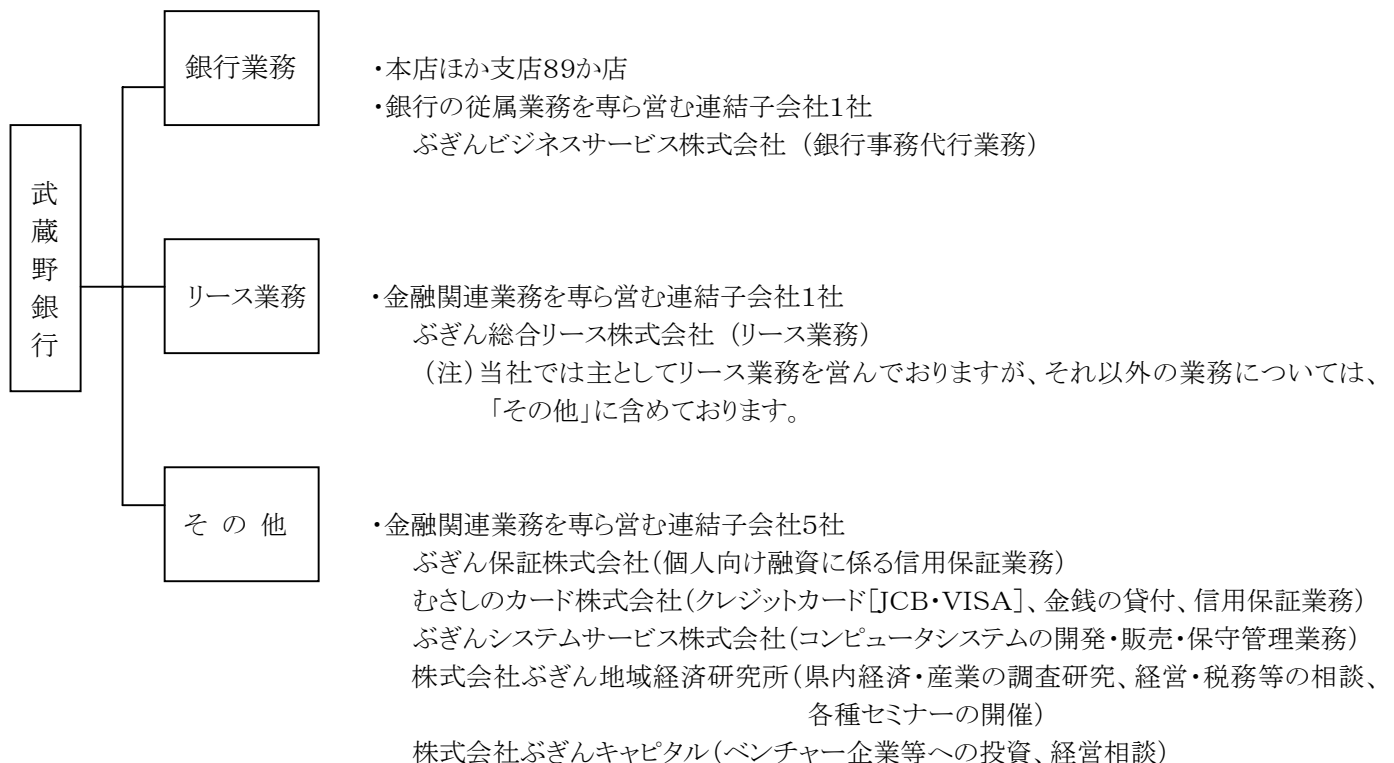 武蔵野銀行
銀行業務
・本店ほか支店89か店
・銀行の従属業務を専ら営む連結子会社1社
ぶぎんビジネスサービス株式会社（銀行事務代行業務）
リース業務
・金融関連業務を専ら営む連結子会社1社
ぶぎん総合リース株式会社（リース業務）
（注）当社では主としてリース業務を営んでおりますが、それ以外の業務については、
「その他」に含めております。
その他
・金融関連業務を専ら営む連結子会社5社
ぶぎん保証株式会社（個人向け融資に係る信用保証業務）
むさしのカード株式会社（クレジットカード［JCB・VISA］、金銭の貸付、信用保証業務）
ぶぎんシステムサービス株式会社（コンピュータシステムの開発・販売・保守管理業務）
株式会社ぶぎん地域経済研究所（県内経済・産業の調査研究、経営・税務等の相談、
各種セミナーの開催）
株式会社ぶぎんキャピタル（ベンチャー企業等への投資、経営相談）